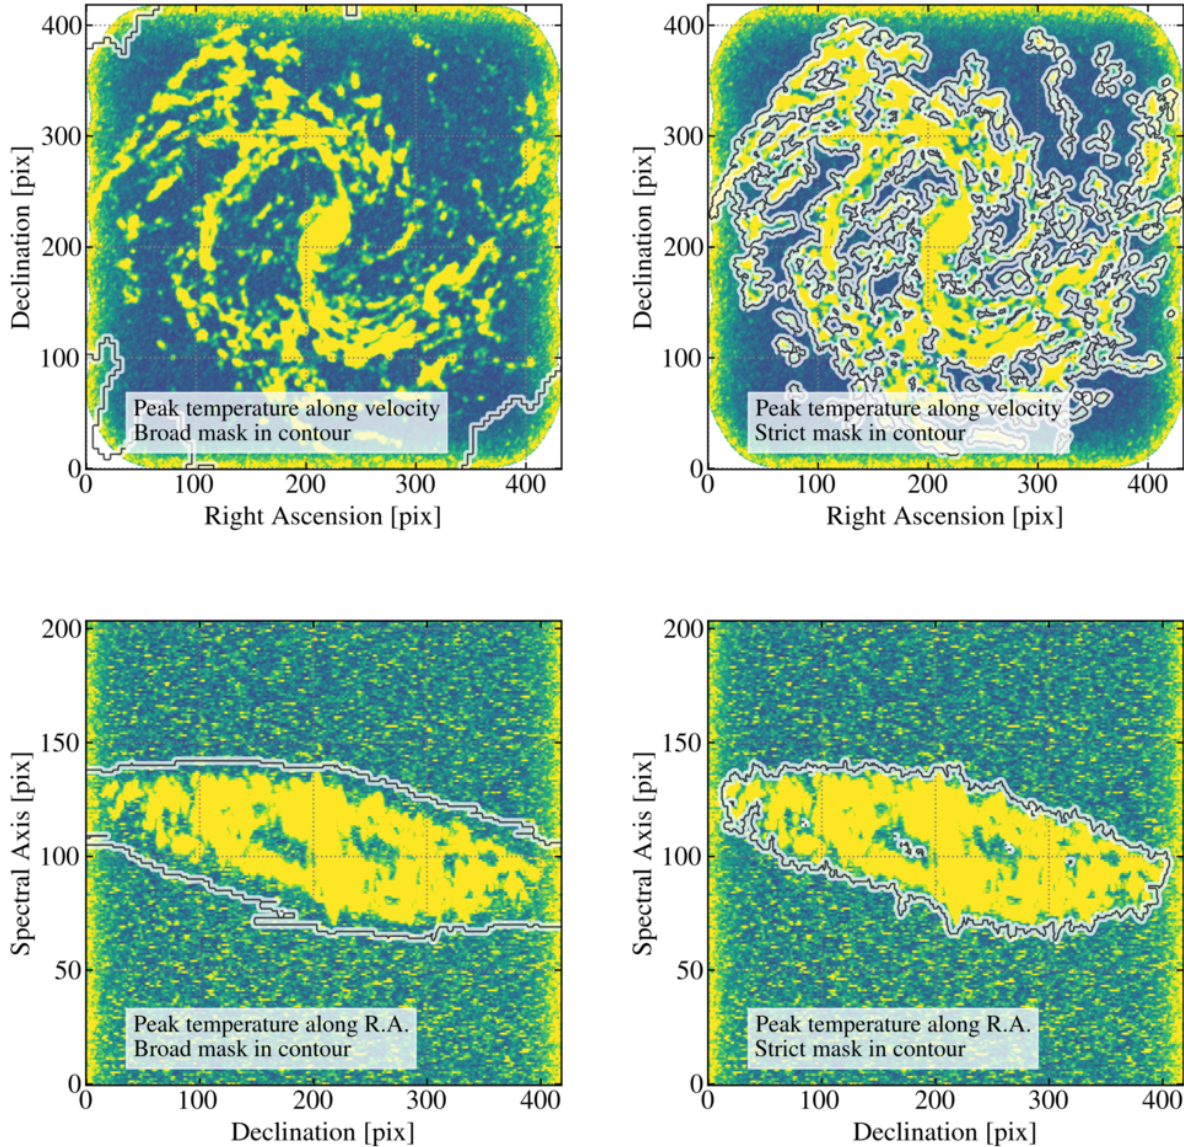 400
300
200
100
0
Declination [pix]
Peak temperature along velocity
Broad mask in contour
0 100 200 300 400
Right Ascension [pix]
400
300
200
100
0
Declination [pix]
Peak temperature along velocity
Strict mask in contour
0 100 200 300 400
Right Ascension [pix]
200
150
100
50
0
Spectral Axis [pix]
Peak temperature along R.A.
Broad mask in contour
0 100 200 300 400
Declination [pix]
200
150
100
50
0
Spectral Axis [pix]
Peak temperature along R.A.
Strict mask in contour
0 100 200 300 400
Declination [pix]